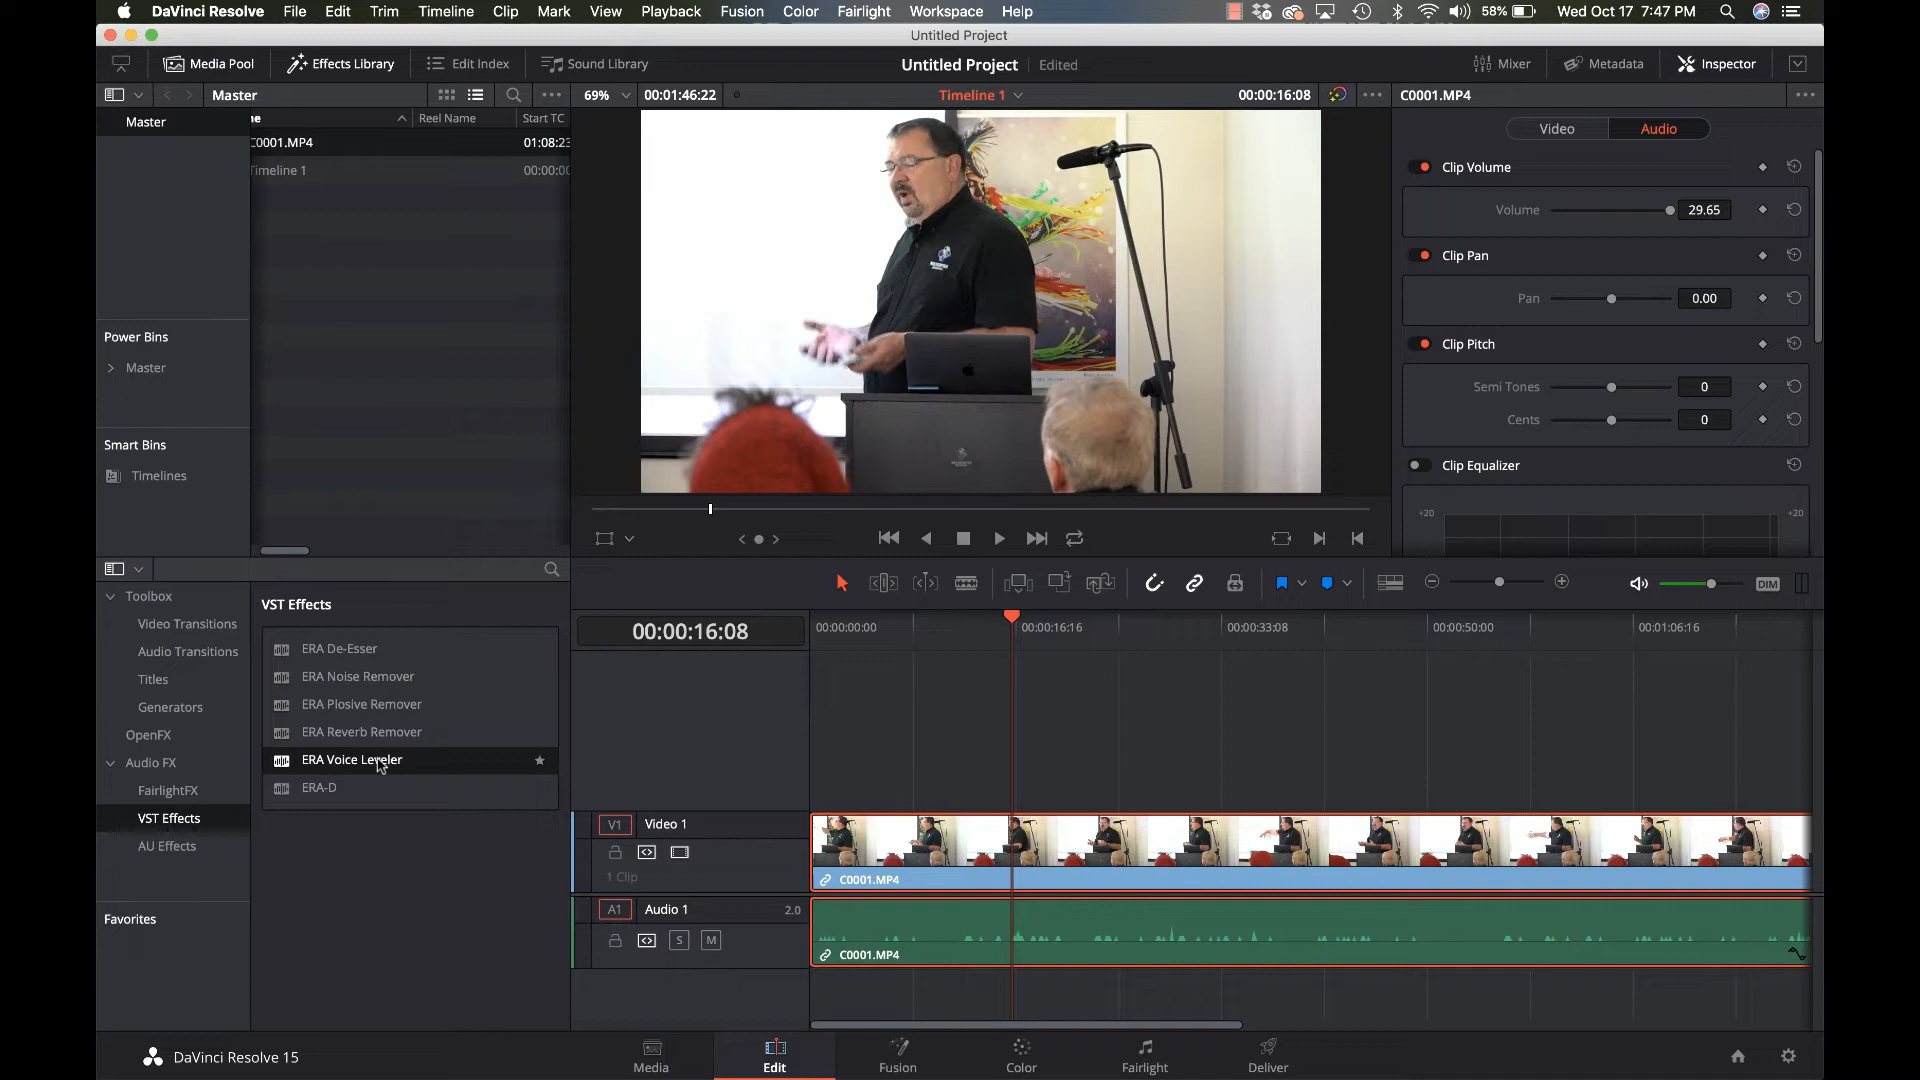 DaVinci Resolve File Edit Trim Timeline Clip Mark View Playback Fusion Color Fairlight Workspace Help 58% Wed Oct 17 7:47 PM
Untitled Project
Media Pool Effects Library Edit Index Sound Library Untitled Project Edited Mixer Metadata Inspector
Master 69% 00:01:46:22 Timeline 1 00:00:16:08 C0001.MP4
Master ne Reel Name Start TC
C0001.MP4 01:08:23
Timeline 1 00:00:00
Video Audio
Clip Volume
Volume 29.65
Clip Pan
Pan 0.00
Power Bins
Clip Pitch
Master
Semi Tones 0
Cents 0
Smart Bins
Clip Equalizer
Timelines
+20 +20
DIM
Toolbox
VST Effects
Video Transitions
00:00:16:08 00:00:00:00 00:00:16:16 00:00:33:08 00:00:50:00 00:01:06:16
Audio Transitions
ERA De-Esser
Titles
ERA Noise Remover
Generators
ERA Plosive Remover
OpenFX
ERA Reverb Remover
Audio FX
ERA Voice Leveler
FairlightFX
ERA-D
VST Effects
AU Effects
V1 Video 1
1 Clip
C0001.MP4
Favorites
A1 Audio 1 2.0
S M
C0001.MP4
DaVinci Resolve 15
Media Edit Fusion Color Fairlight Deliver